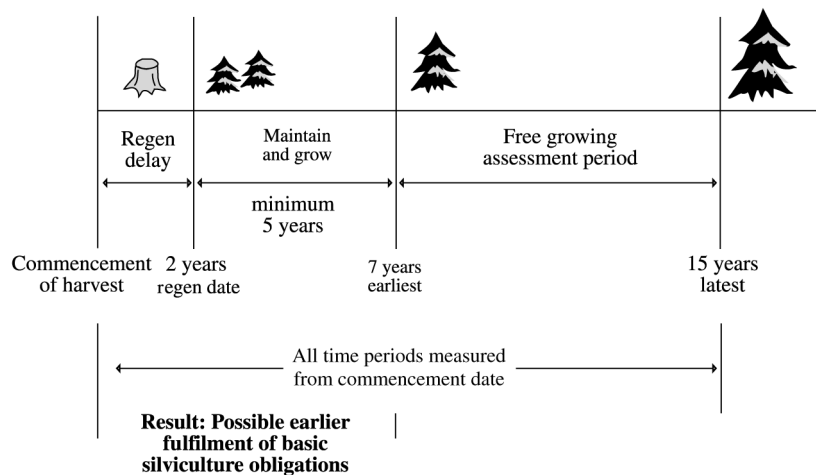 Regen
delay
Maintain
and grow
Free growing
assessment period
minimum
5 years
Commencement
of harvest
2 years
regen date
7 years
earliest
15 years
latest
All time periods measured
from commencement date
Result: Possible earlier
fulfilment of basic
silviculture obligations